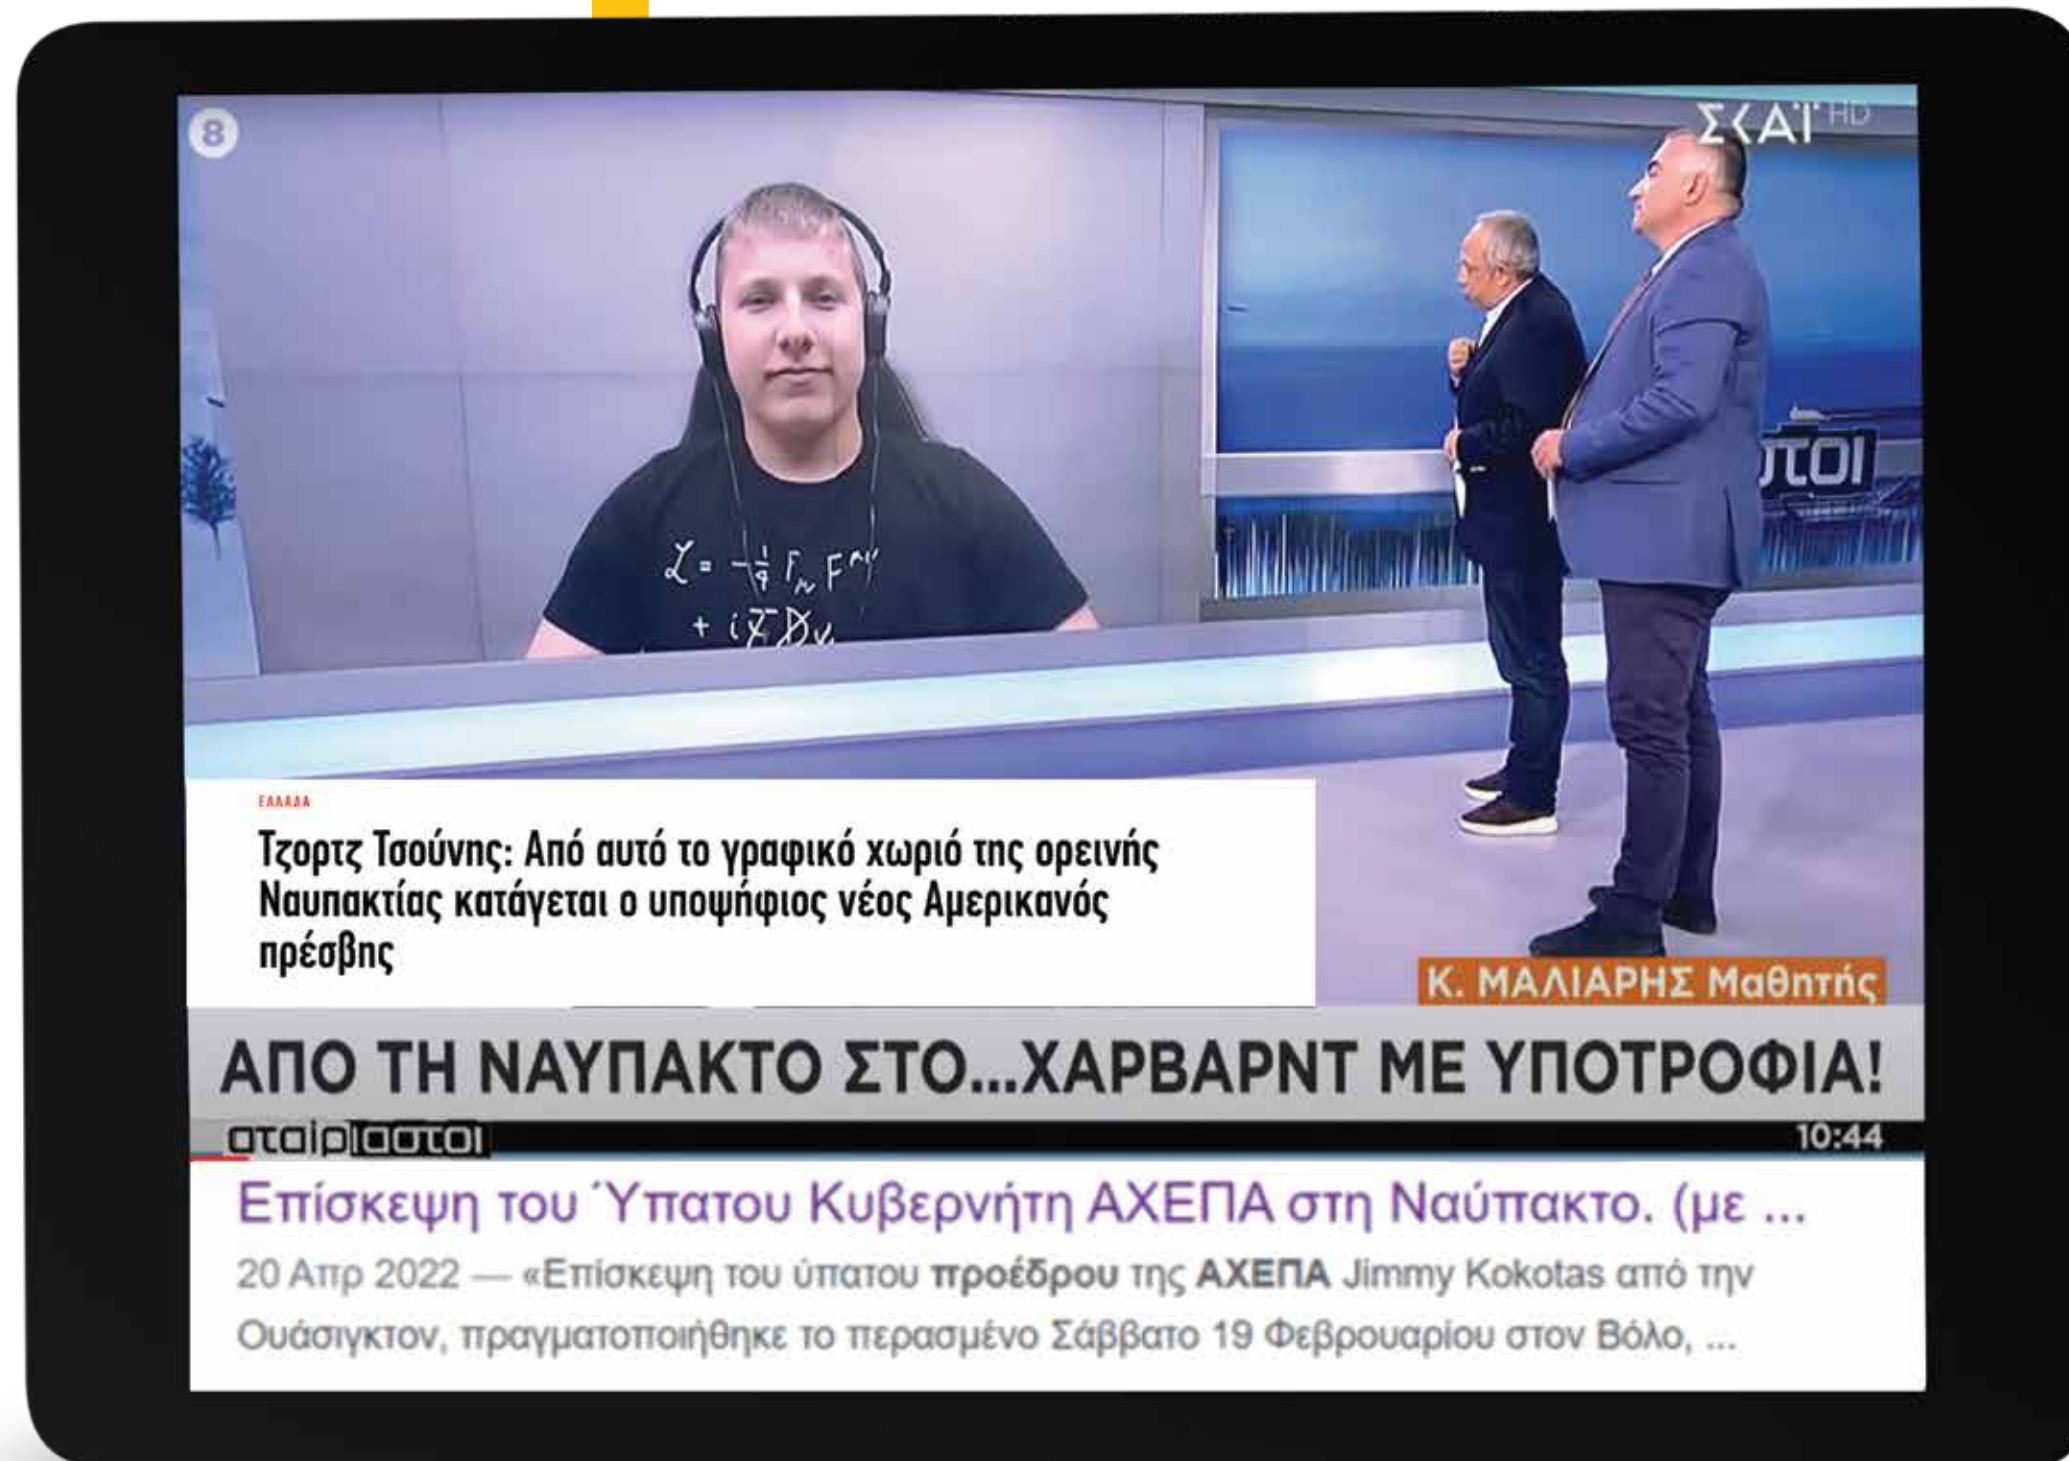 8
ΣΚΑΪ HD
στοι
L = -1/4 F F
+ i
ΕΛΛΑΔΑ
Τζορτζ Τσούνης: Από αυτό το γραφικό χωριό της ορεινής
Ναυπακτίας κατάγεται ο υποψήφιος νέος Αμερικανός
πρέσβης
Κ. ΜΑΛΙΑΡΗΣ Μαθητής
ΑΠΟ ΤΗ ΝΑΥΠΑΚΤΟ ΣΤΟ...ΧΑΡΒΑΡΝΤ ΜΕ ΥΠΟΤΡΟΦΙΑ!
αταίριαστοι
10:44
Επίσκεψη του Ύπατου Κυβερνήτη ΑΧΕΠΑ στη Ναύπακτο. (με ...
20 Απρ 2022 — «Επίσκεψη του ύπατου προέδρου της ΑΧΕΠΑ Jimmy Kokotas από την
Ουάσιγκτον, πραγματοποιήθηκε το περασμένο Σάββατο 19 Φεβρουαρίου στον Βόλο, ...